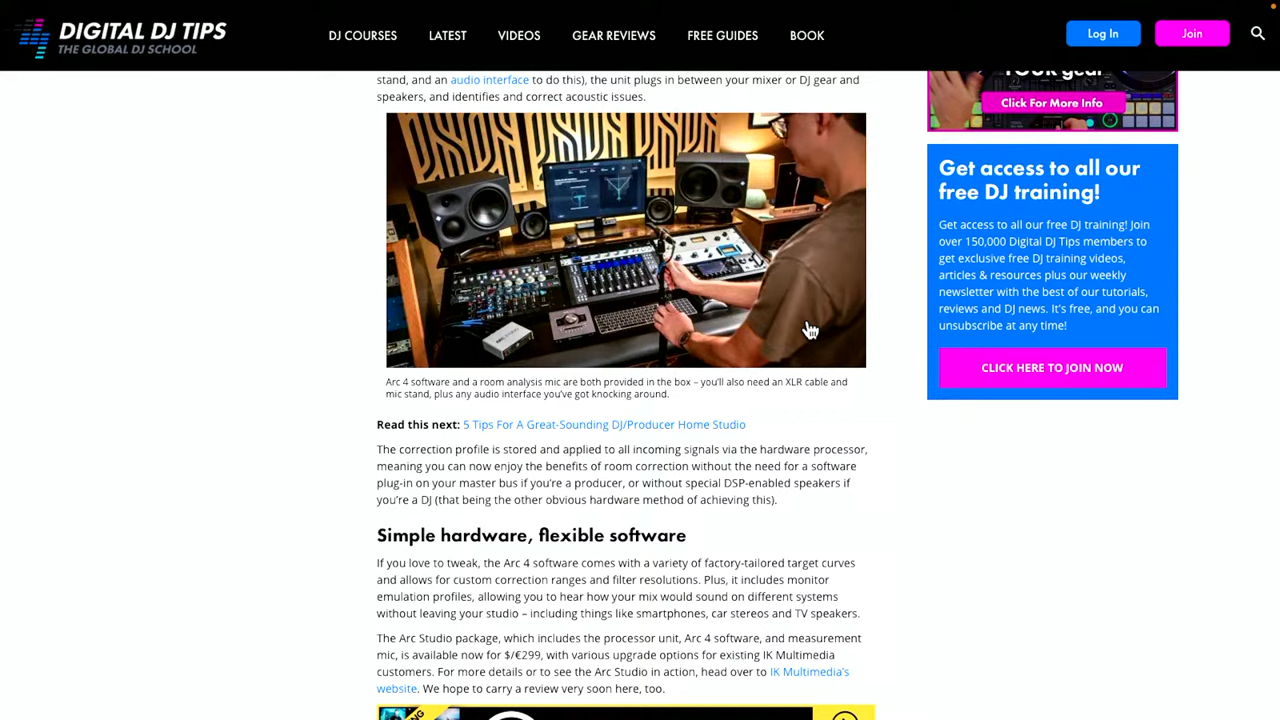 DIGITAL DJ TIPS
THE GLOBAL DJ SCHOOL
DJ COURSES
LATEST
VIDEOS
GEAR REVIEWS
FREE GUIDES
BOOK
Log In
Join
stand, and an audio interface to do this), the unit plugs in between your mixer or DJ gear and
speakers, and identifies and correct acoustic issues.
Arc 4 software and a room analysis mic are both provided in the box – you'll also need an XLR cable and
mic stand, plus any audio interface you've got knocking around.
Read this next: 5 Tips For A Great-Sounding DJ/Producer Home Studio
The correction profile is stored and applied to all incoming signals via the hardware processor,
meaning you can now enjoy the benefits of room correction without the need for a software
plug-in on your master bus if you're a producer, or without special DSP-enabled speakers if
you're a DJ (that being the other obvious hardware method of achieving this).
Simple hardware, flexible software
If you love to tweak, the Arc 4 software comes with a variety of factory-tailored target curves
and allows for custom correction ranges and filter resolutions. Plus, it includes monitor
emulation profiles, allowing you to hear how your mix would sound on different systems
without leaving your studio – including things like smartphones, car stereos and TV speakers.
The Arc Studio package, which includes the processor unit, Arc 4 software, and measurement
mic, is available now for $/€299, with various upgrade options for existing IK Multimedia
customers. For more details or to see the Arc Studio in action, head over to IK Multimedia's
website. We hope to carry a review very soon here, too.
YOUR gear
Click For More Info
Get access to all our
free DJ training!
Get access to all our free DJ training! Join
over 150,000 Digital DJ Tips members to
get exclusive free DJ training videos,
articles & resources plus our weekly
newsletter with the best of our tutorials,
reviews and DJ news. It's free, and you can
unsubscribe at any time!
CLICK HERE TO JOIN NOW